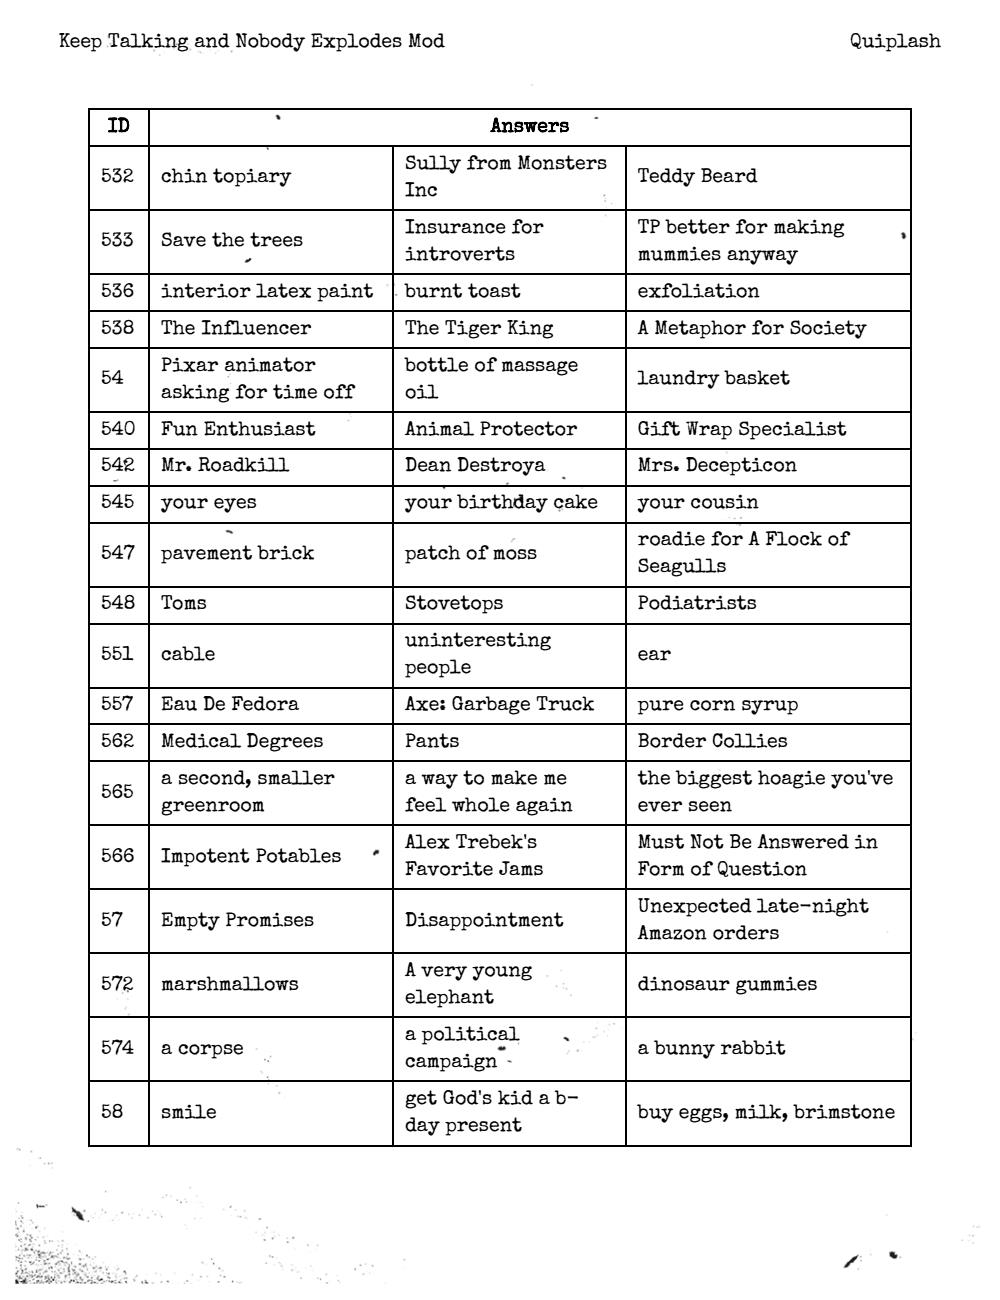 Keep Talking and Nobody Explodes Mod Quiplash
ID Answers
532 chin topiary Sully from Monsters Inc Teddy Beard
533 Save the trees Insurance for introverts TP better for making mummies anyway
536 interior latex paint burnt toast exfoliation
538 The Influencer The Tiger King A Metaphor for Society
54 Pixar animator asking for time off bottle of massage oil laundry basket
540 Fun Enthusiast Animal Protector Gift Wrap Specialist
542 Mr. Roadkill Dean Destroya Mrs. Decepticon
545 your eyes your birthday cake your cousin
547 pavement brick patch of moss roadie for A Flock of Seagulls
548 Toms Stovetops Podiatrists
551 cable uninteresting people ear
557 Eau De Fedora Axe: Garbage Truck pure corn syrup
562 Medical Degrees Pants Border Collies
565 a second, smaller greenroom a way to make me feel whole again the biggest hoagie you've ever seen
566 Impotent Potables Alex Trebek's Favorite Jams Must Not Be Answered in Form of Question
57 Empty Promises Disappointment Unexpected late-night Amazon orders
572 marshmallows A very young elephant dinosaur gummies
574 a corpse a political campaign a bunny rabbit
58 smile get God's kid a b-day present buy eggs, milk, brimstone